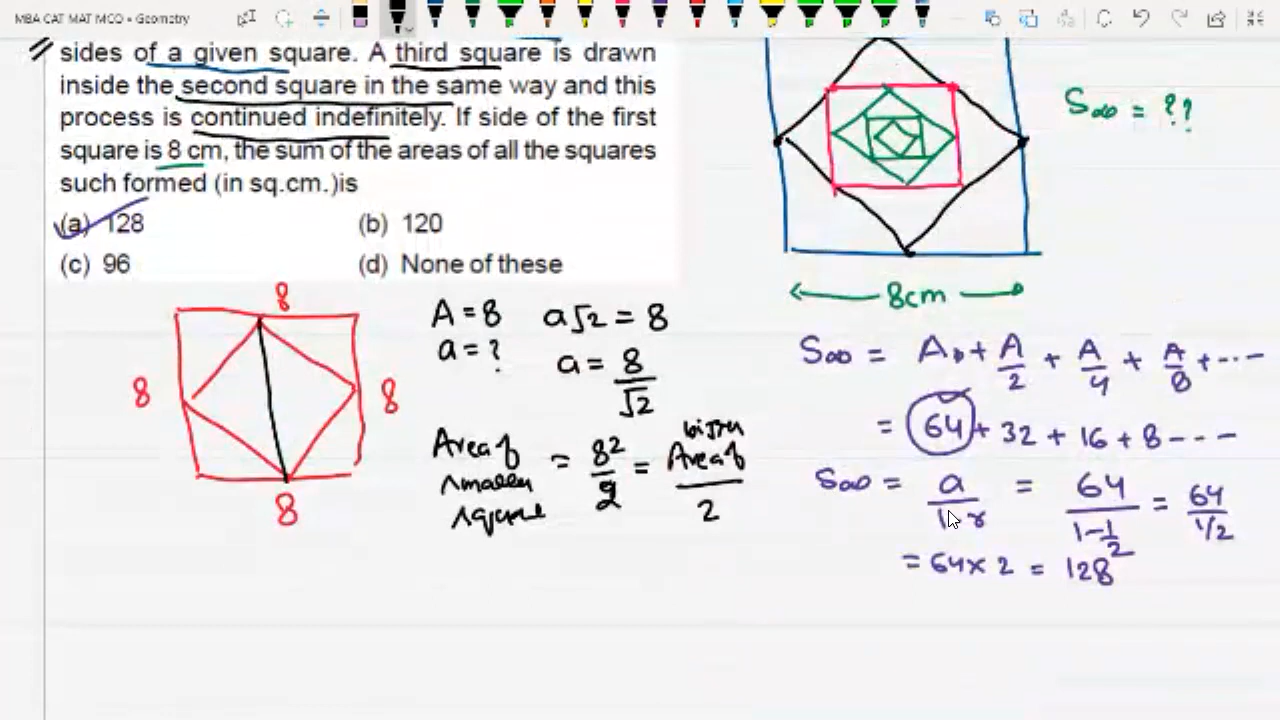 MBA CAT MAT MCQ • Geometry
sides of a given square. A third square is drawn
inside the second square in the same way and this
process is continued indefinitely. If side of the first
square is 8 cm, the sum of the areas of all the squares
such formed (in sq.cm.)is
(a) 128 (b) 120
(c) 96 (d) None of these
S∞ = ??
8cm
8
8
8
8
A = 8 a√2 = 8
a = ? a = 8/√2
Area of smaller square = 8²/2 = Area of/2
S∞ = A + A/2 + A/4 + A/8 + ----
= 64 + 32 + 16 + 8 ----
S∞ = a/1-r = 64/1-1/2 = 64/1/2
= 64 × 2 = 128